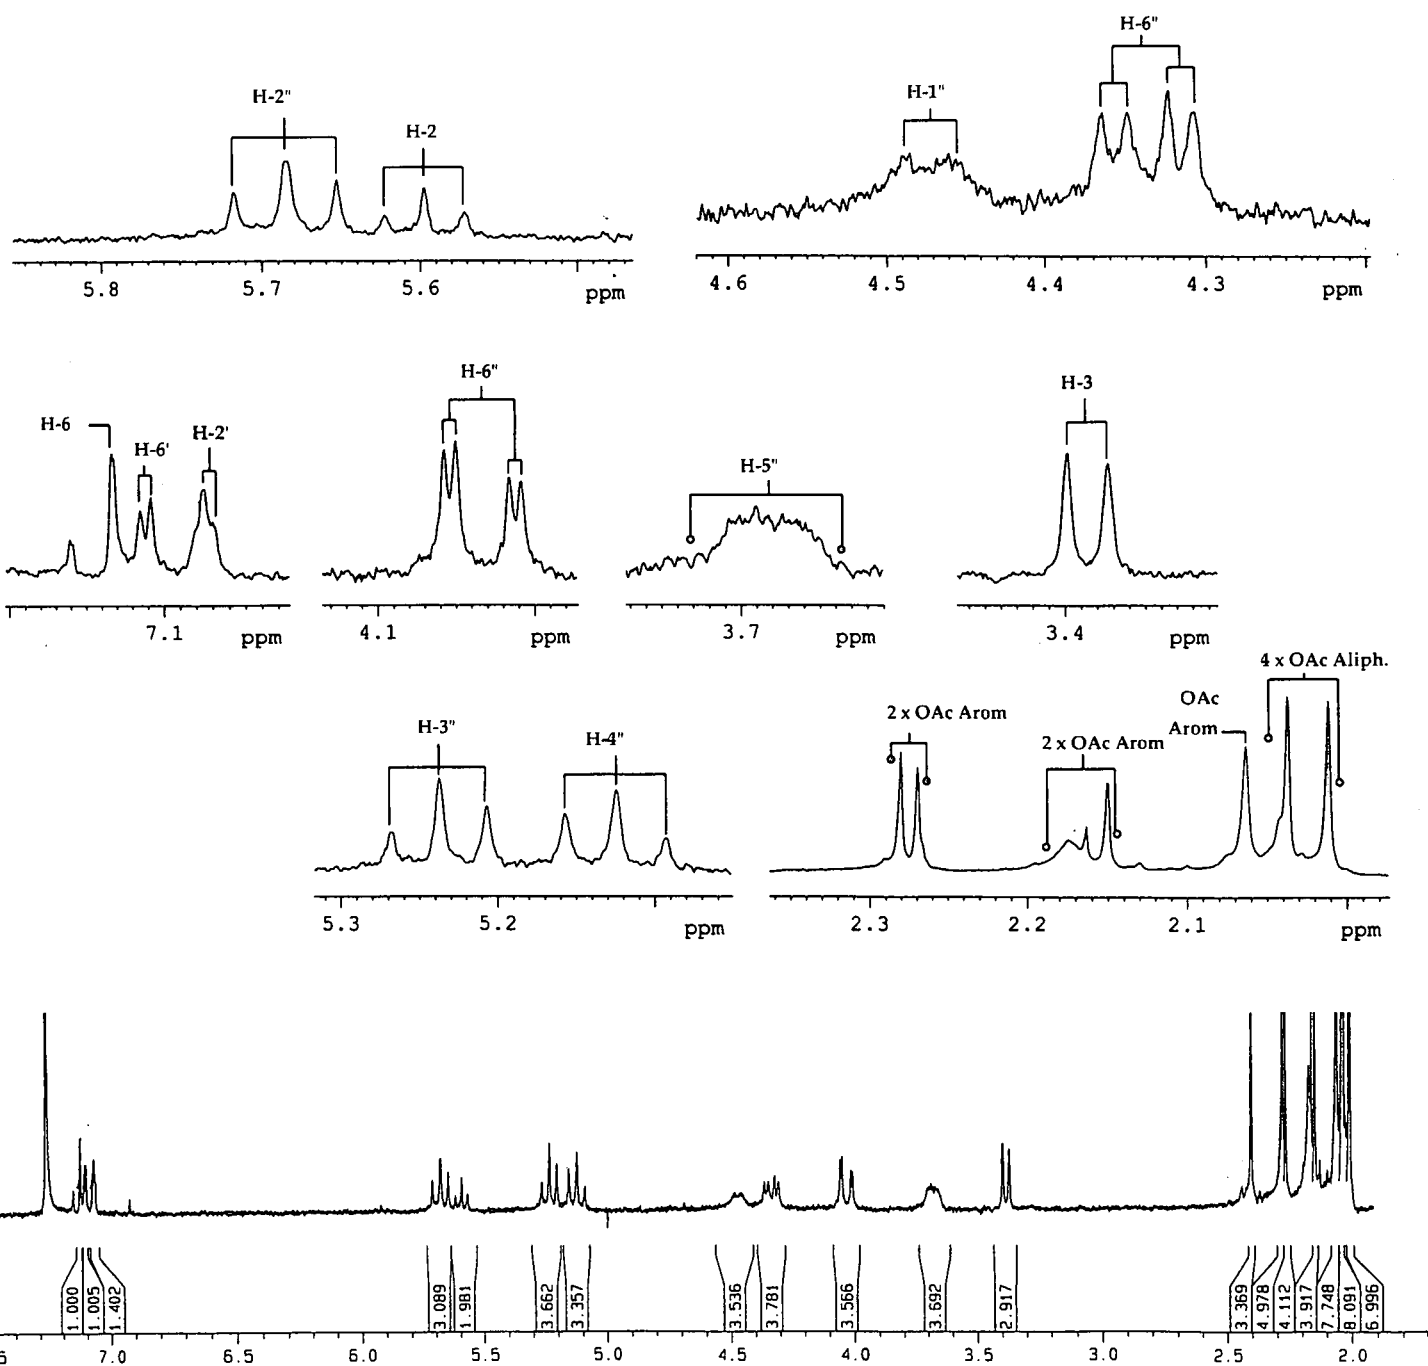 H-2" H-2 H-1" H-6"
5.8 5.7 5.6 ppm 4.6 4.5 4.4 4.3 ppm
H-6 H-6' H-2' H-6" H-5" H-3
7.1 ppm 4.1 ppm 3.7 ppm 3.4 ppm
H-3" H-4" 2 x OAc Arom 2 x OAc Arom OAc
Arom 4 x OAc Aliph.
5.3 5.2 ppm 2.3 2.2 2.1 ppm
1.000 1.005 1.402 3.089 1.981 3.662 3.357 3.536 3.781 3.566 3.692 2.917 3.369 4.978 4.112 3.917 7.748 8.091 6.996
5 7.0 6.5 6.0 5.5 5.0 4.5 4.0 3.5 3.0 2.5 2.0